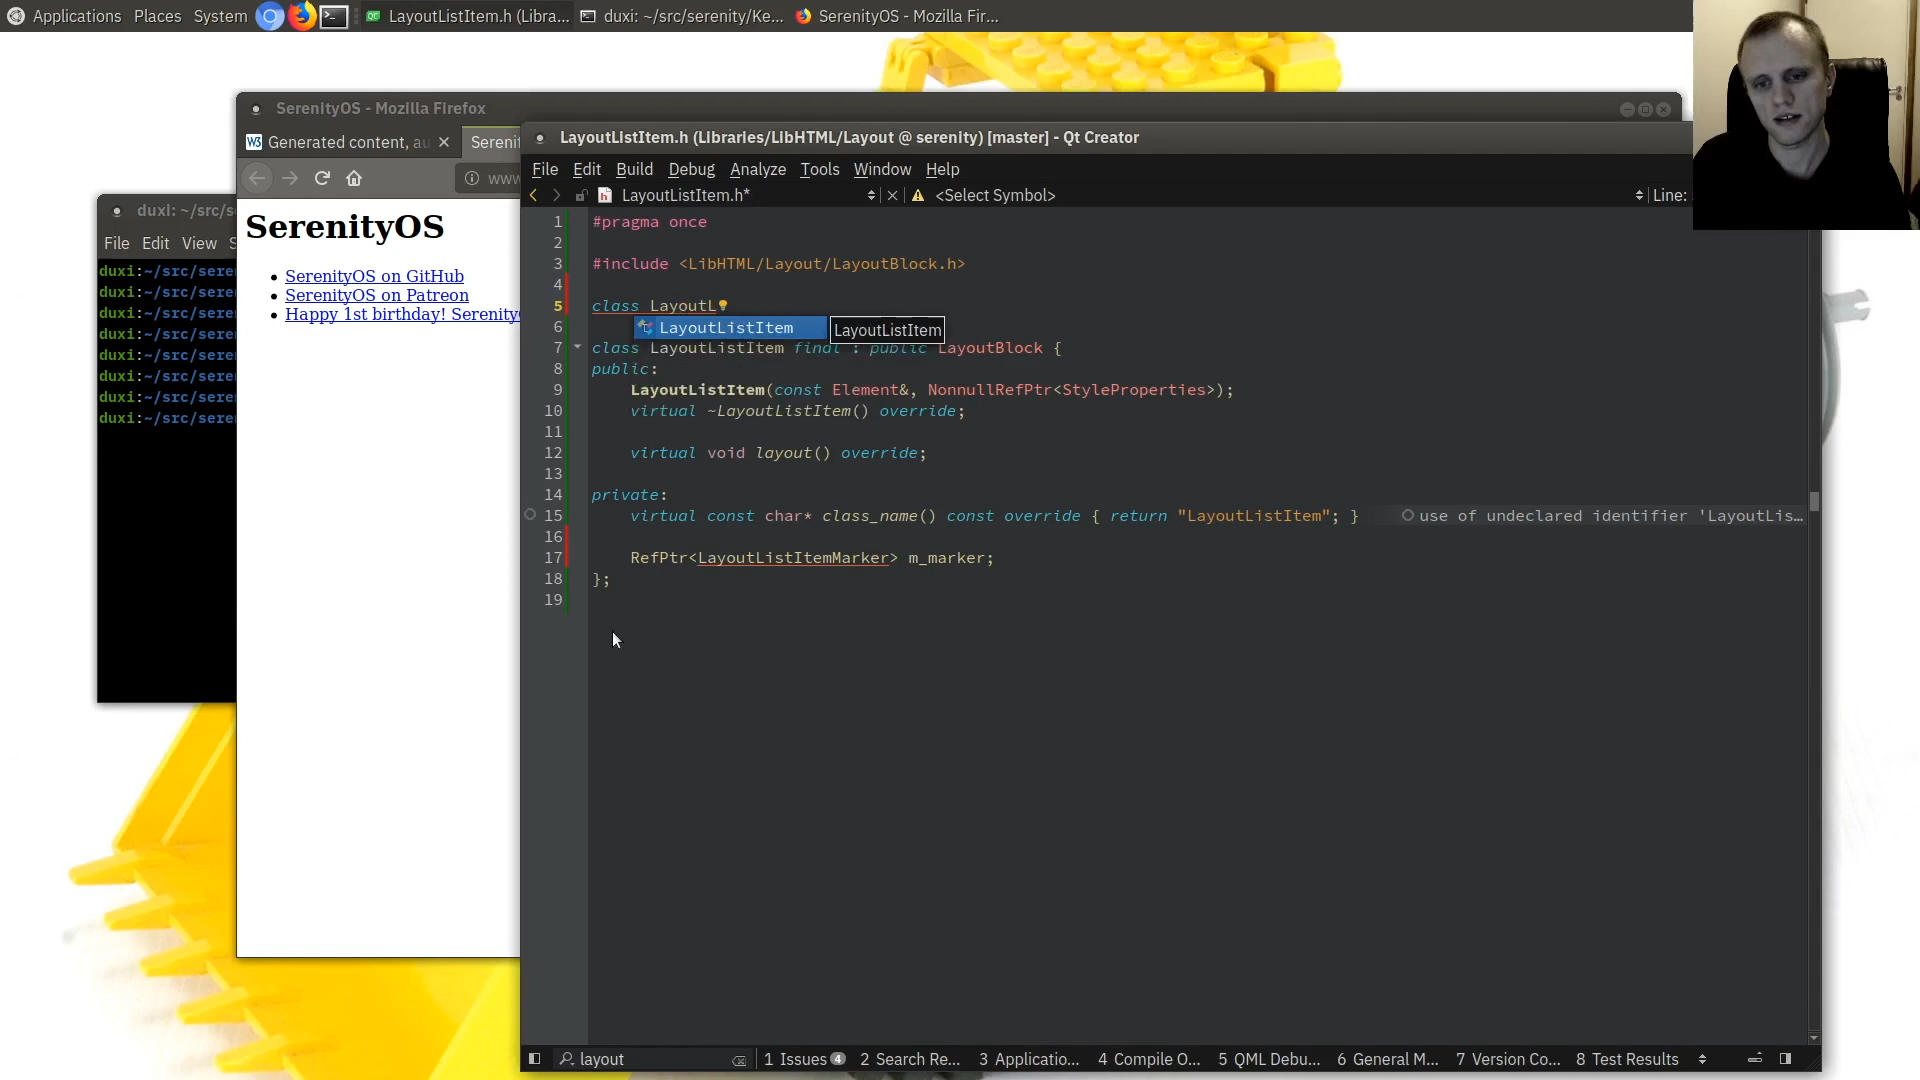 Applications Places System LayoutListItem.h (Libra... duxi: ~/src/serenity/Ke... SerenityOS - Mozilla Fir...
SerenityOS - Mozilla Firefox
Generated content, au
Serenit
www
SerenityOS
SerenityOS on GitHub
SerenityOS on Patreon
Happy 1st birthday! Serenity
duxi: ~/src/s
File Edit View S
duxi:~/src/sere
duxi:~/src/sere
duxi:~/src/sere
duxi:~/src/sere
duxi:~/src/sere
duxi:~/src/sere
duxi:~/src/sere
duxi:~/src/sere
LayoutListItem.h (Libraries/LibHTML/Layout @ serenity) [master] - Qt Creator
File Edit Build Debug Analyze Tools Window Help
LayoutListItem.h* <Select Symbol> Line:
1 #pragma once
2
3 #include <LibHTML/Layout/LayoutBlock.h>
4
5 class LayoutL
6 LayoutListItem LayoutListItem
7 class LayoutListItem final : public LayoutBlock {
8 public:
9 LayoutListItem(const Element&, NonnullRefPtr<StyleProperties>);
10 virtual ~LayoutListItem() override;
11
12 virtual void layout() override;
13
14 private:
15 virtual const char* class_name() const override { return "LayoutListItem"; } use of undeclared identifier 'LayoutLis...
16
17 RefPtr<LayoutListItemMarker> m_marker;
18 };
19
layout 1 Issues 4 2 Search Re... 3 Applicatio... 4 Compile O... 5 QML Debu... 6 General M... 7 Version Co... 8 Test Results